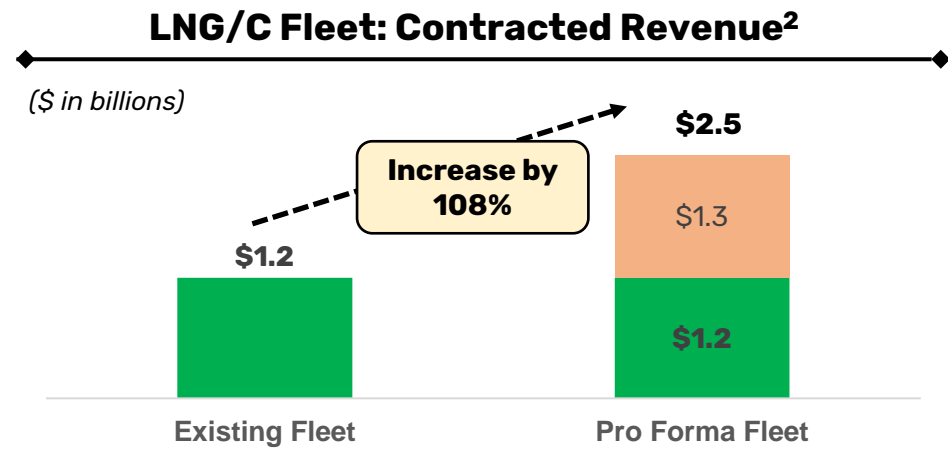 LNG/C Fleet: Contracted Revenue²
($ in billions)
Increase by
108%
$2.5
$1.3
$1.2
$1.2
Existing Fleet
Pro Forma Fleet